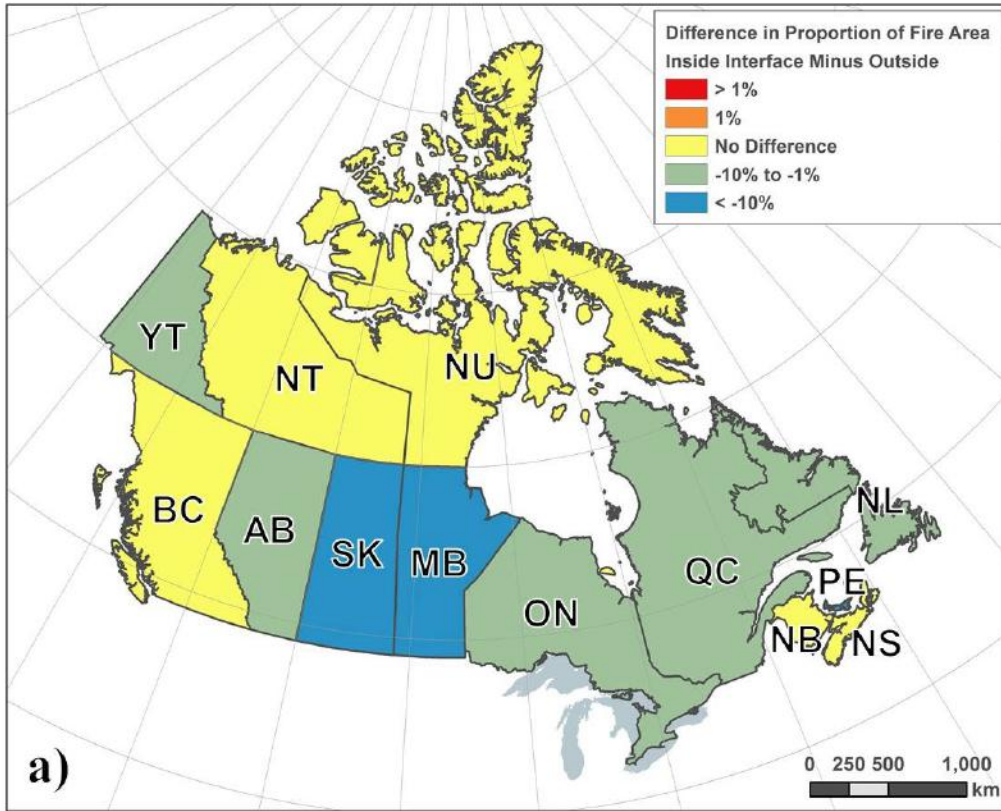 Difference in Proportion of Fire Area
Inside Interface Minus Outside
> 1%
1%
No Difference
-10% to -1%
< -10%
YT
NT
NU
BC
AB
SK
MB
ON
QC
NL
PE
NB
NS
a)
0 250 500 1,000
km